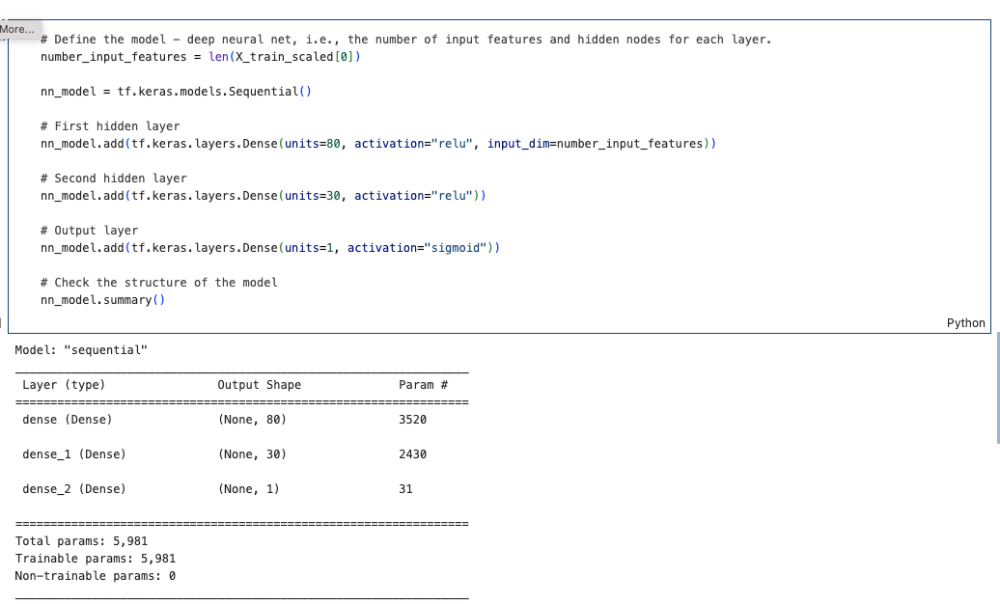 More...
# Define the model – deep neural net, i.e., the number of input features and hidden nodes for each layer.
number_input_features = len(X_train_scaled[0])
nn_model = tf.keras.models.Sequential()
# First hidden layer
nn_model.add(tf.keras.layers.Dense(units=80, activation="relu", input_dim=number_input_features))
# Second hidden layer
nn_model.add(tf.keras.layers.Dense(units=30, activation="relu"))
# Output layer
nn_model.add(tf.keras.layers.Dense(units=1, activation="sigmoid"))
# Check the structure of the model
nn_model.summary()
Python
Model: "sequential"
Layer (type) Output Shape Param #
=================================================================
dense (Dense) (None, 80) 3520
dense_1 (Dense) (None, 30) 2430
dense_2 (Dense) (None, 1) 31
=================================================================
Total params: 5,981
Trainable params: 5,981
Non-trainable params: 0